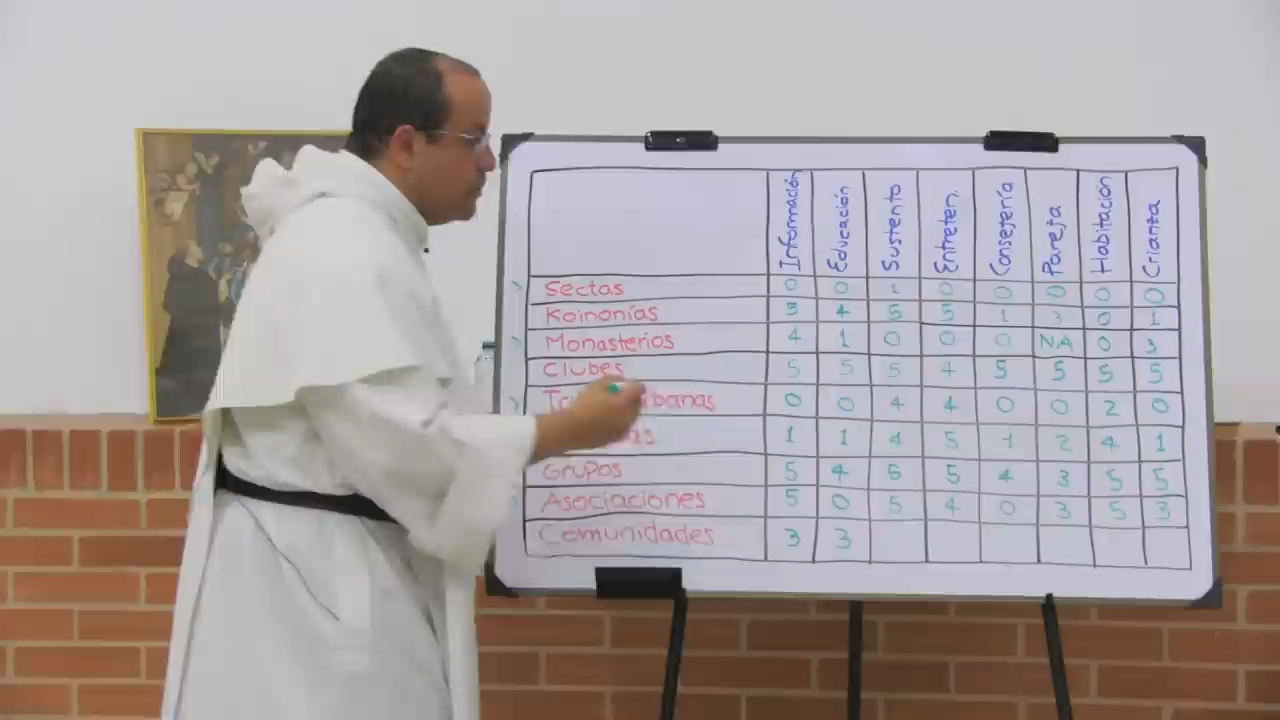 Información Educación Sustento Entreten. Consejería Pareja Habitación Crianza
Sectas 0 0 1 0 0 0 0 0
Koinonías 3 4 5 5 1 3 0 1
Monasterios 4 1 0 0 0 NA 0 3
Clubes 5 5 5 4 5 5 5 5
0 0 4 4 0 0 2 0
1 1 4 5 1 2 4 1
Grupos 5 4 5 5 4 3 5 5
Asociaciones 5 0 5 4 0 3 5 3
Comunidades 3 3